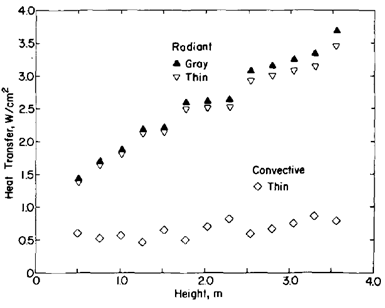 4.0
3.5
3.0
2.5
2.0
1.5
1.0
0.5
0
Heat Transfer, W/cm²
Radiant
▲ Gray
▽ Thin
Convective
◇ Thin
0
1.0
2.0
3.0
4.0
Height, m